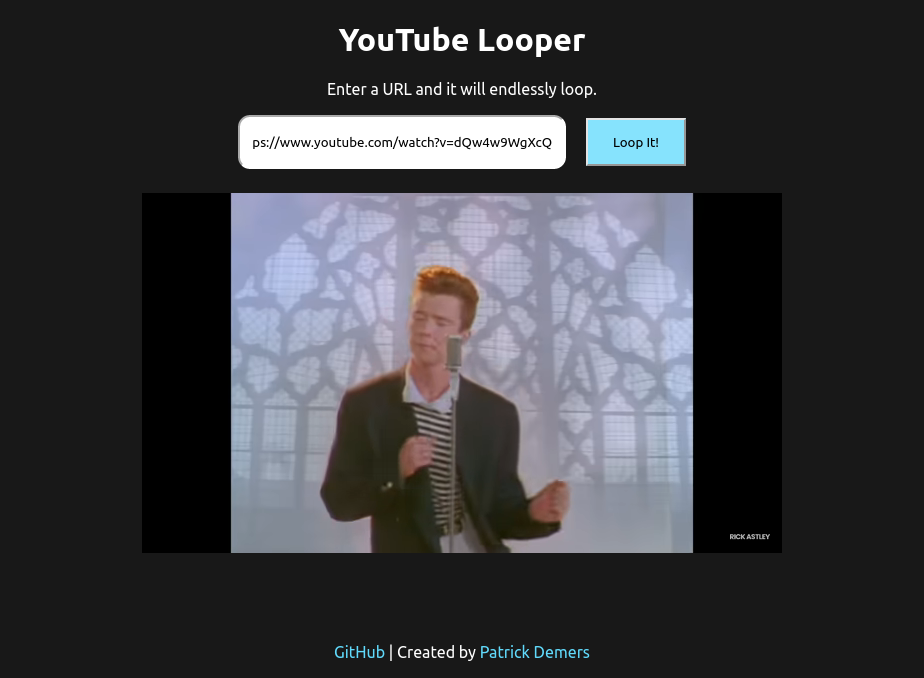 YouTube Looper
Enter a URL and it will endlessly loop.
ps://www.youtube.com/watch?v=dQw4w9WgXcQ
Loop It!
RICK ASTLEY
GitHub | Created by Patrick Demers